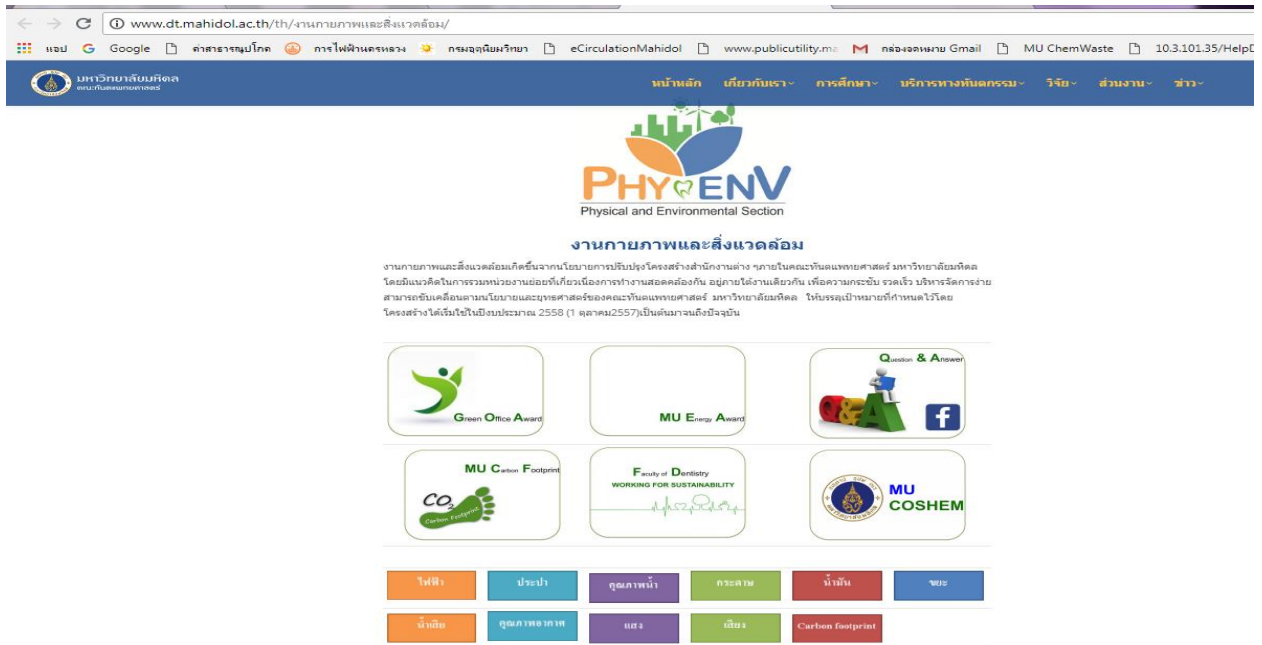 www.dt.mahidol.ac.th/th/งานกายภาพและสิ่งแวดล้อม/
แอป Google ค่าสาธารณูปโภค การไฟฟ้านครหลวง กรมอุตุนิยมวิทยา eCirculationMahidol www.publicutility.ma กล่องจดหมาย Gmail MU ChemWaste 10.3.101.35/HelpD
มหาวิทยาลัยมหิดล
คณะทันตแพทยศาสตร์
หน้าหลัก เกี่ยวกับเรา การศึกษา บริการทางทันตกรรม วิจัย ส่วนงาน ข่าว
PHYENV
Physical and Environmental Section
งานกายภาพและสิ่งแวดล้อม
งานกายภาพและสิ่งแวดล้อมเกิดขึ้นจากนโยบายการปรับปรุงโครงสร้างสำนักงานต่าง ๆภายในคณะทันตแพทยศาสตร์ มหาวิทยาลัยมหิดล
โดยมีแนวคิดในการรวมหน่วยงานย่อยที่เกี่ยวเนื่องการทำงานสอดคล้องกัน อยู่ภายใต้งานเดียวกัน เพื่อความกระชับ รวดเร็ว บริหารจัดการง่าย
สามารถขับเคลื่อนตามนโยบายและยุทธศาสตร์ของคณะทันตแพทยศาสตร์ มหาวิทยาลัยมหิดล ให้บรรลุเป้าหมายที่กำหนดไว้โดย
โครงสร้างได้เริ่มใช้ในปีงบประมาณ 2558 (1 ตุลาคม2557)เป็นต้นมาจนถึงปัจจุบัน
Green Office Award
MU Energy Award
Question & Answer
Q&A f
MU Carbon Footprint
CO2
Carbon Footprint
Faculty of Dentistry
WORKING FOR SUSTAINABILITY
MU
COSHEM
ไฟฟ้า ประปา คุณภาพน้ำ กระดาษ น้ำมัน ขยะ
น้ำเสีย คุณภาพอากาศ แสง เสียง Carbon footprint